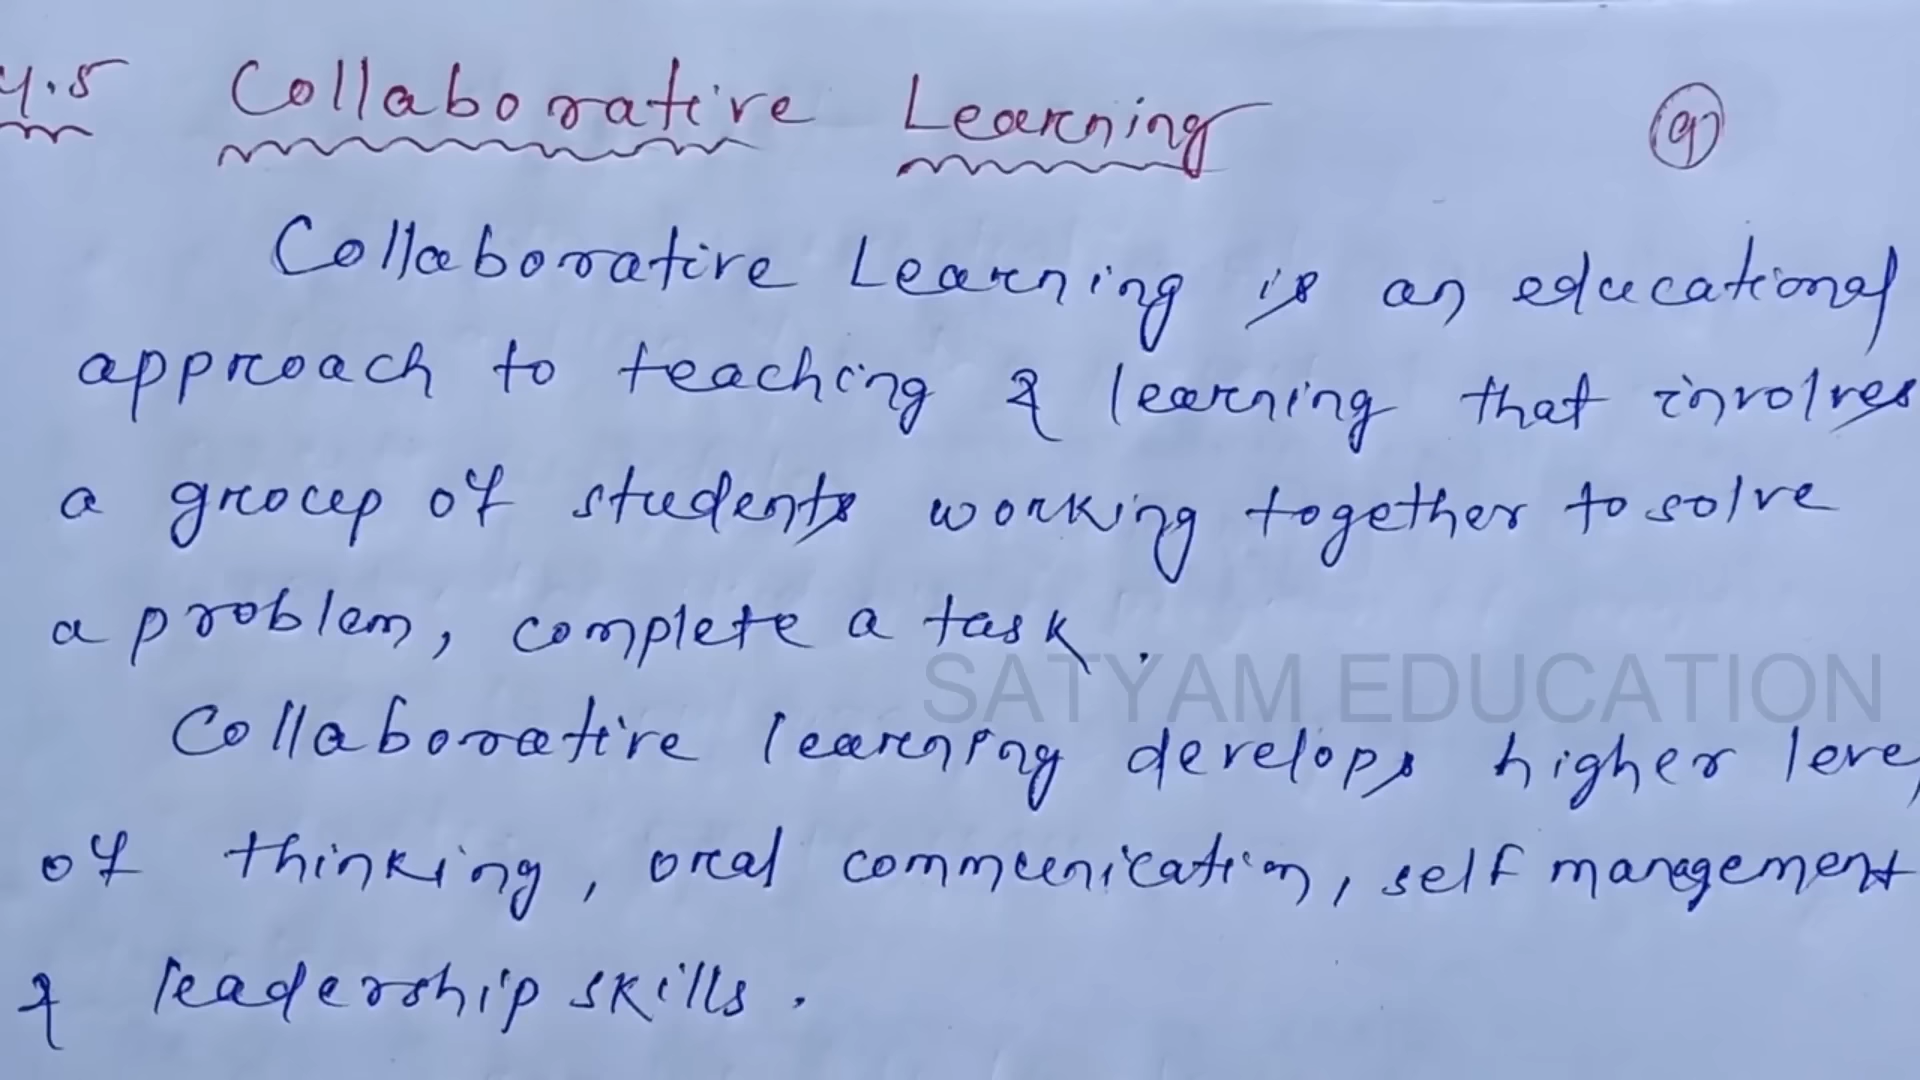 4.5 Collaborative Learning 9
Collaborative Learning is an educational
approach to teaching & learning that involves
a group of students working together to solve
a problem, complete a task.
SATYAM EDUCATION
Collaborative learning develops higher level
of thinking, oral communication, self management
& leadership skills.